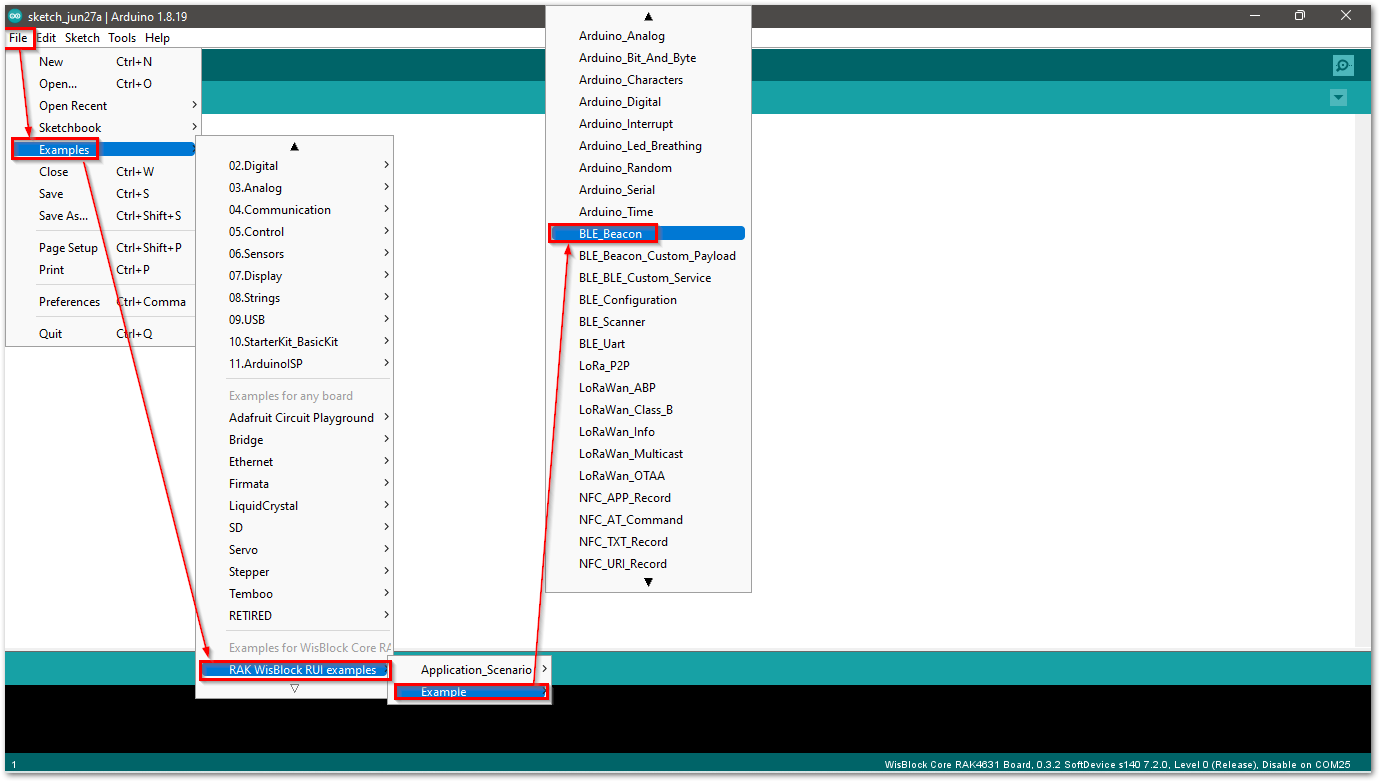 sketch_jun27a | Arduino 1.8.19
File Edit Sketch Tools Help
New Ctrl+N
Open... Ctrl+O
Open Recent
Sketchbook
Examples
Close Ctrl+W
Save Ctrl+S
Save As... Ctrl+Shift+S
Page Setup Ctrl+Shift+P
Print Ctrl+P
Preferences Ctrl+Comma
Quit Ctrl+Q
02.Digital
03.Analog
04.Communication
05.Control
06.Sensors
07.Display
08.Strings
09.USB
10.StarterKit_BasicKit
11.ArduinoISP
Examples for any board
Adafruit Circuit Playground
Bridge
Ethernet
Firmata
LiquidCrystal
SD
Servo
Stepper
Temboo
RETIRED
Examples for WisBlock Core RA
RAK WisBlock RUI examples
Application_Scenario
Example
Arduino_Analog
Arduino_Bit_And_Byte
Arduino_Characters
Arduino_Digital
Arduino_Interrupt
Arduino_Led_Breathing
Arduino_Random
Arduino_Serial
Arduino_Time
BLE_Beacon
BLE_Beacon_Custom_Payload
BLE_BLE_Custom_Service
BLE_Configuration
BLE_Scanner
BLE_Uart
LoRa_P2P
LoRaWan_ABP
LoRaWan_Class_B
LoRaWan_Info
LoRaWan_Multicast
LoRaWan_OTAA
NFC_APP_Record
NFC_AT_Command
NFC_TXT_Record
NFC_URI_Record
1
WisBlock Core RAK4631 Board, 0.3.2 SoftDevice s140 7.2.0, Level 0 (Release), Disable on COM25